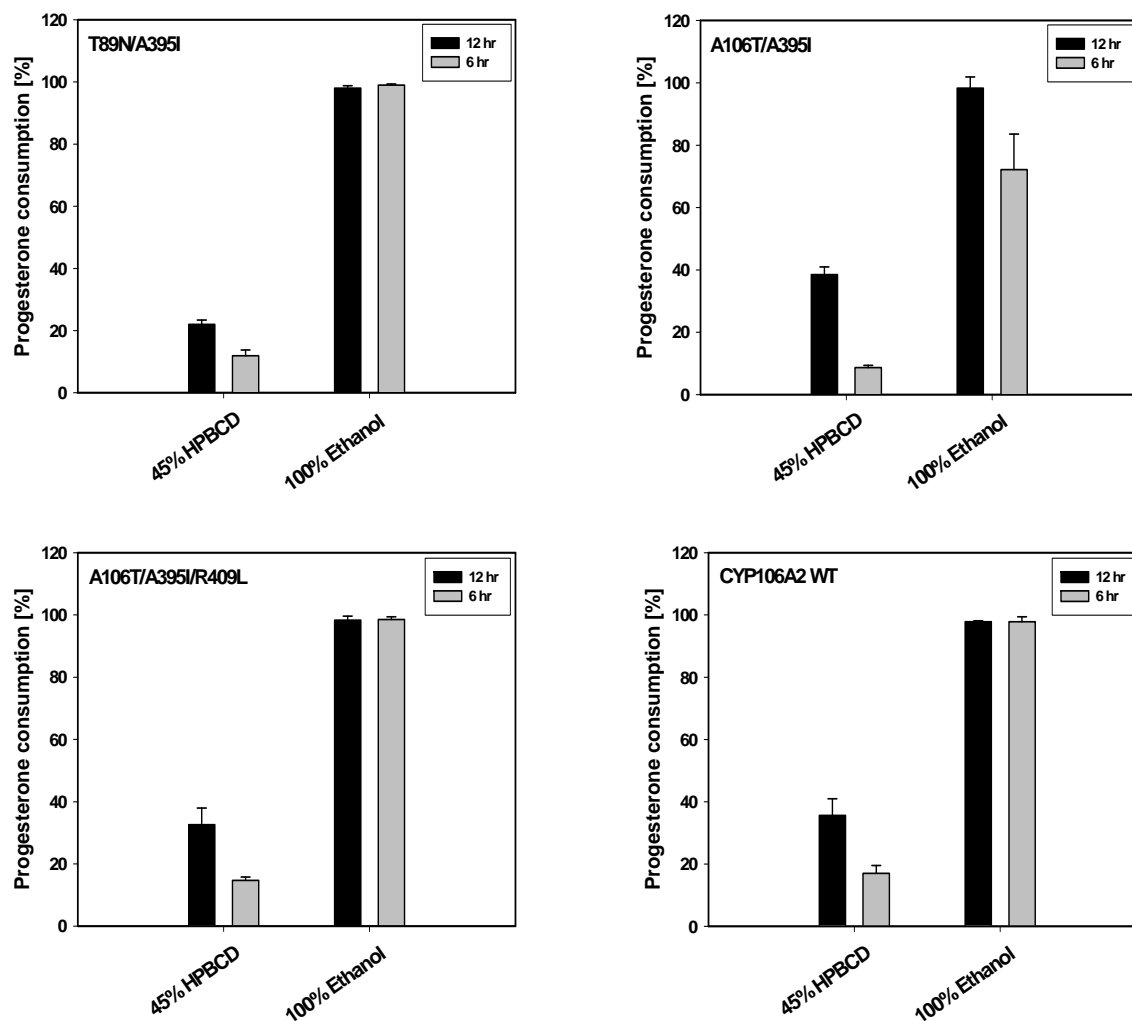 T89N/A395I
12 hr
6 hr
Progesterone consumption [%]
120
100
80
60
40
20
0
45% HPBCD
100% Ethanol
A106T/A395I
12 hr
6 hr
Progesterone consumption [%]
120
100
80
60
40
20
0
45% HPBCD
100% Ethanol
A106T/A395I/R409L
12 hr
6 hr
Progesterone consumption [%]
120
100
80
60
40
20
0
45% HPBCD
100% Ethanol
CYP106A2 WT
12 hr
6 hr
Progesterone consumption [%]
120
100
80
60
40
20
0
45% HPBCD
100% Ethanol